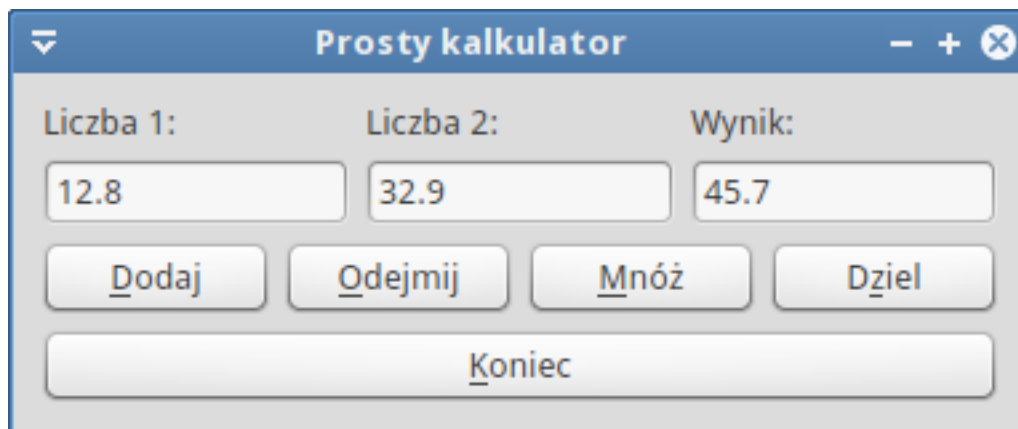 Prosty kalkulator
Liczba 1: Liczba 2: Wynik:
12.8 32.9 45.7
Dodaj Odejmij Mnóż Dziel
Koniec